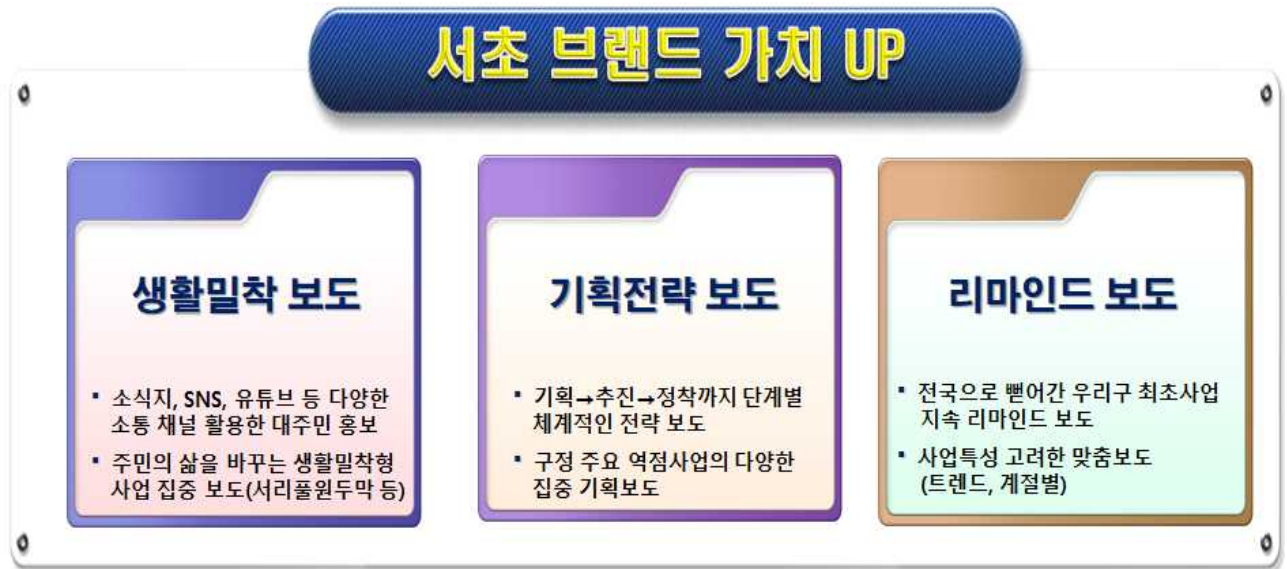 서초 브랜드 가치 UP
생활밀착 보도
▪ 소식지, SNS, 유튜브 등 다양한
소통 채널 활용한 대주민 홍보
▪ 주민의 삶을 바꾸는 생활밀착형
사업 집중 보도(서리풀원두막 등)
기획전략 보도
▪ 기획→추진→정착까지 단계별
체계적인 전략 보도
▪ 구정 주요 역점사업의 다양한
집중 기획보도
리마인드 보도
▪ 전국으로 뻗어간 우리구 최초사업
지속 리마인드 보도
▪ 사업특성 고려한 맞춤보도
(트렌드, 계절별)